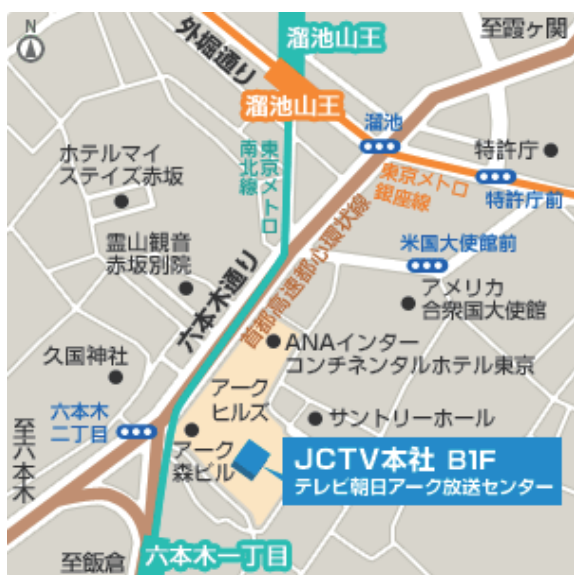 N
外堀通り
溜池山王
至霞ヶ関
溜池山王
溜池
特許庁
ホテルマイ
ステイズ赤坂
東京メトロ
南北線
東京メトロ
銀座線
特許庁前
霊山観音
赤坂別院
六本木通り
首都高速都心環状線
米国大使館前
アメリカ
合衆国大使館
ANAインター
コンチネンタルホテル東京
久国神社
アーク
ヒルズ
六本木
二丁目
サントリーホール
至六本木
アーク
森ビル
JCTV本社 B1F
テレビ朝日アーク放送センター
至飯倉
六本木一丁目